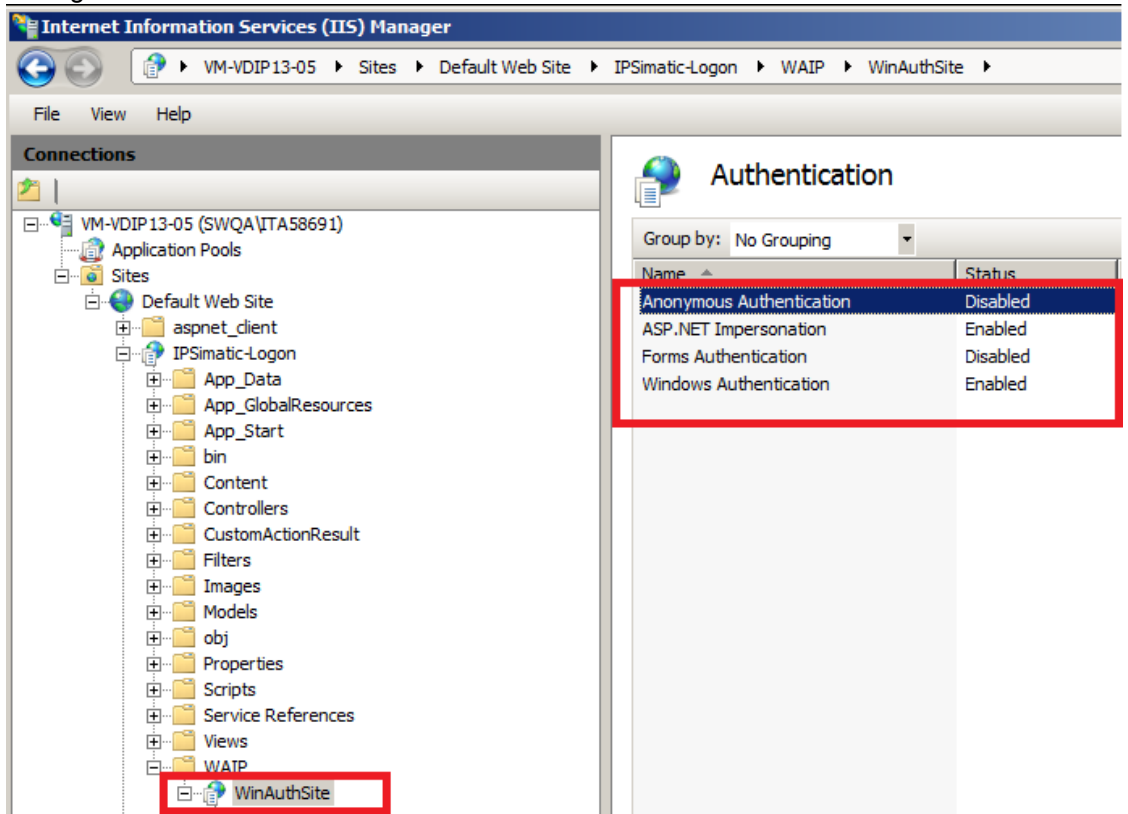 Internet Information Services (IIS) Manager
VM-VDIP13-05 Sites Default Web Site IPSimatic-Logon WAIP WinAuthSite
File View Help
Connections
VM-VDIP13-05 (SWQA\ITA58691)
Application Pools
Sites
Default Web Site
aspnet_client
IPSimatic-Logon
App_Data
App_GlobalResources
App_Start
bin
Content
Controllers
CustomActionResult
Filters
Images
Models
obj
Properties
Scripts
Service References
Views
WAIP
WinAuthSite
Authentication
Group by: No Grouping
Name Status
Anonymous Authentication Disabled
ASP.NET Impersonation Enabled
Forms Authentication Disabled
Windows Authentication Enabled